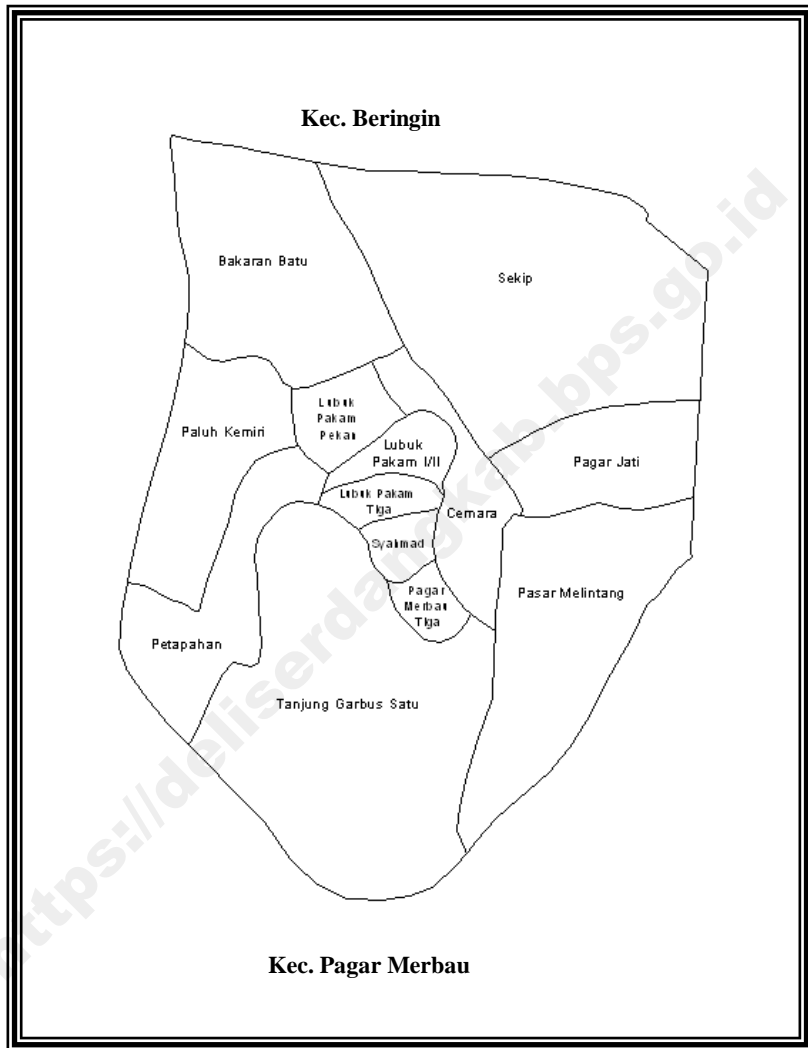 Kec. Beringin
Bakaran Batu
Sekip
Lubuk
Pakam
Pekan
Paluh Kemiri
Lubuk
Pakam I/II
Pagar Jati
Lubuk Pakam
Tiga
Cemara
Syahmad
Pagar
Merbau
Tiga
Pasar Melintang
Petapahan
Tanjung Garbus Satu
Kec. Pagar Merbau
https://deliserdangkab.bps.go.id